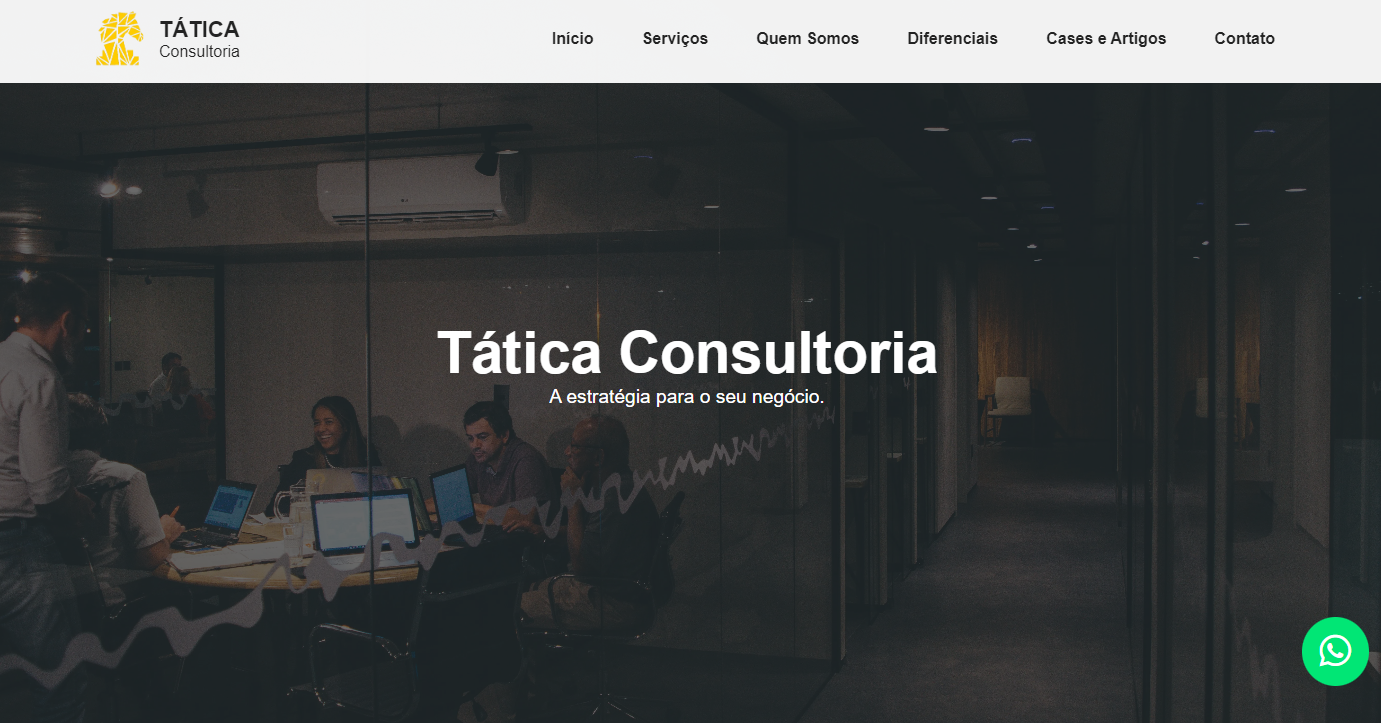 TÁTICA
Consultoria
Início
Serviços
Quem Somos
Diferenciais
Cases e Artigos
Contato
Tática Consultoria
A estratégia para o seu negócio.